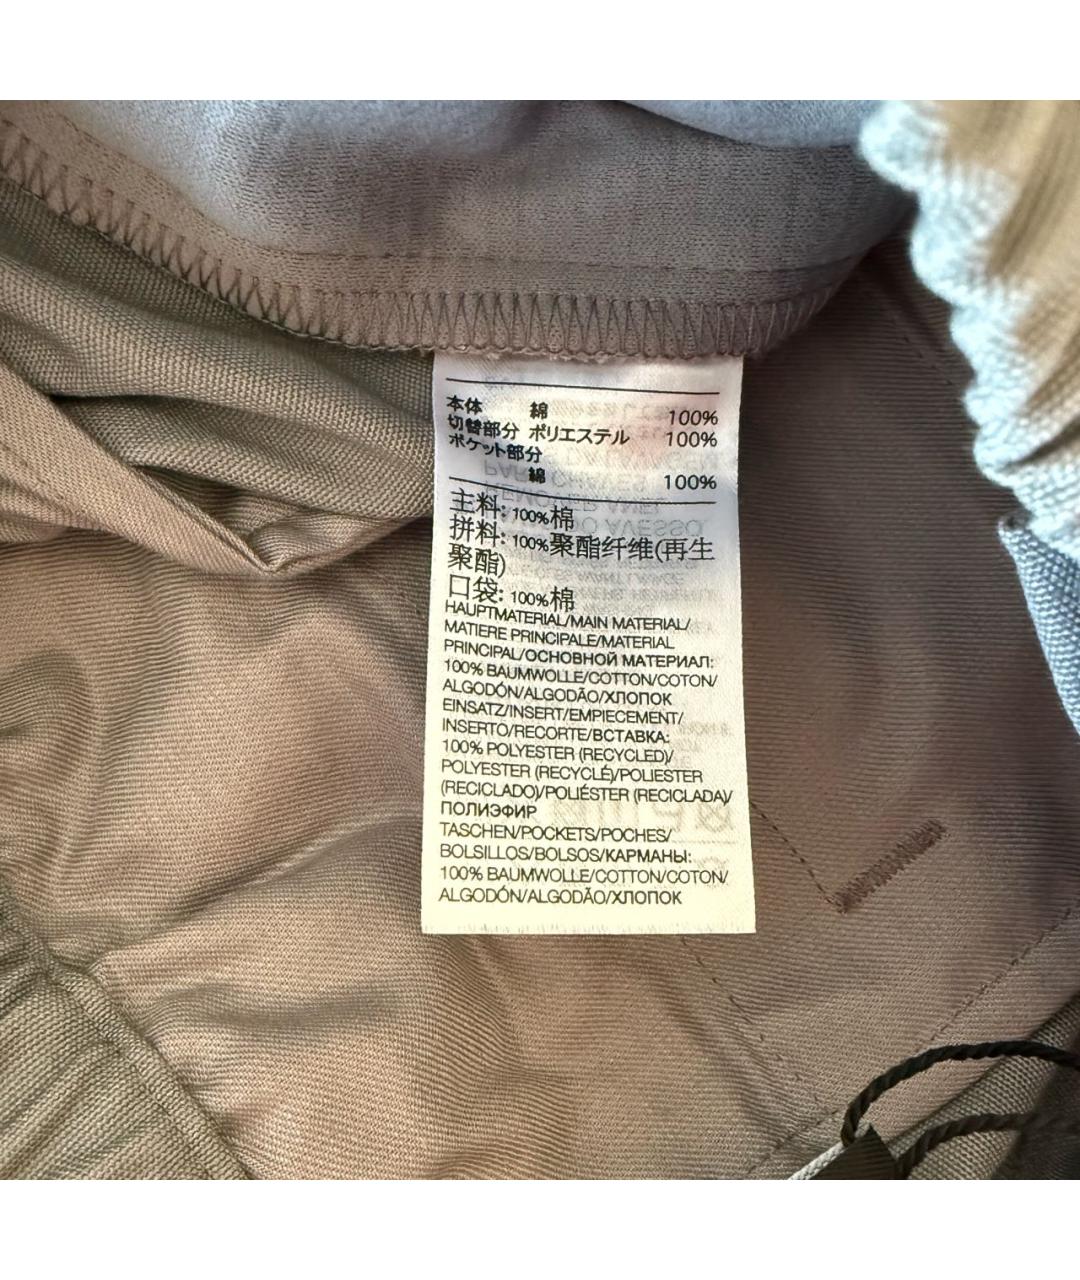 本体 綿 100%
切替部分 ポリエステル 100%
ポケット部分
綿 100%
主料: 100%棉
拼料: 100%聚酯纤维(再生
聚酯)
口袋: 100%棉
HAUPTMATERIAL/MAIN MATERIAL/
MATIERE PRINCIPALE/MATERIAL
PRINCIPAL/ОСНОВНОЙ МАТЕРИАЛ:
100% BAUMWOLLE/COTTON/COTON/
ALGODÓN/ALGODÃO/ХЛОПОК
EINSATZ/INSERT/EMPIECEMENT/
INSERTO/RECORTE/ВСТАВКА:
100% POLYESTER (RECYCLED)/
POLYESTER (RECYCLÉ)/POLIESTER
(RECICLADO)/POLIÉSTER (RECICLADA)/
ПОЛИЭФИР
TASCHEN/POCKETS/POCHES/
BOLSILLOS/BOLSOS/КАРМАНЫ:
100% BAUMWOLLE/COTTON/COTON/
ALGODÓN/ALGODÃO/ХЛОПОК